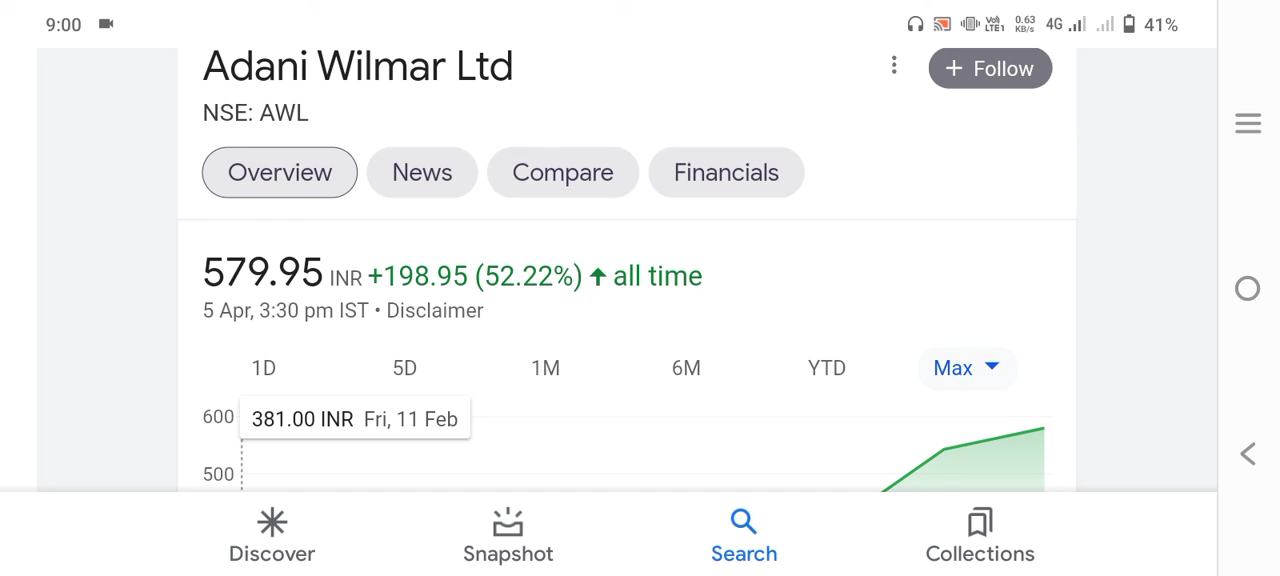 9:00
Vo) LTE1 0.63 KB/s 4G 41%
Adani Wilmar Ltd
+ Follow
NSE: AWL
Overview News Compare Financials
579.95 INR +198.95 (52.22%) ↑ all time
5 Apr, 3:30 pm IST • Disclaimer
1D 5D 1M 6M YTD Max
600
381.00 INR Fri, 11 Feb
500
Discover Snapshot Search Collections